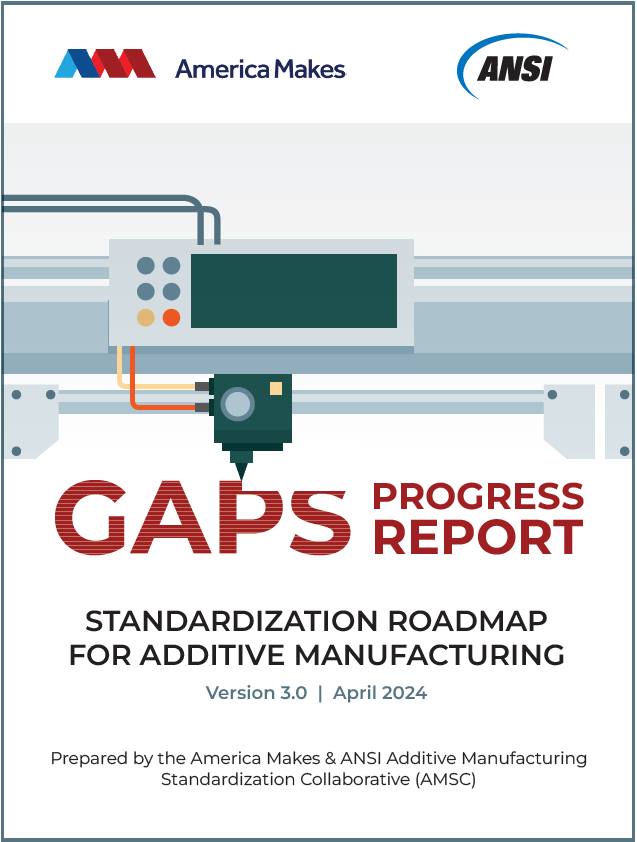 America Makes
ANSI
GAPS
PROGRESS
REPORT
STANDARDIZATION ROADMAP
FOR ADDITIVE MANUFACTURING
Version 3.0 | April 2024
Prepared by the America Makes & ANSI Additive Manufacturing
Standardization Collaborative (AMSC)